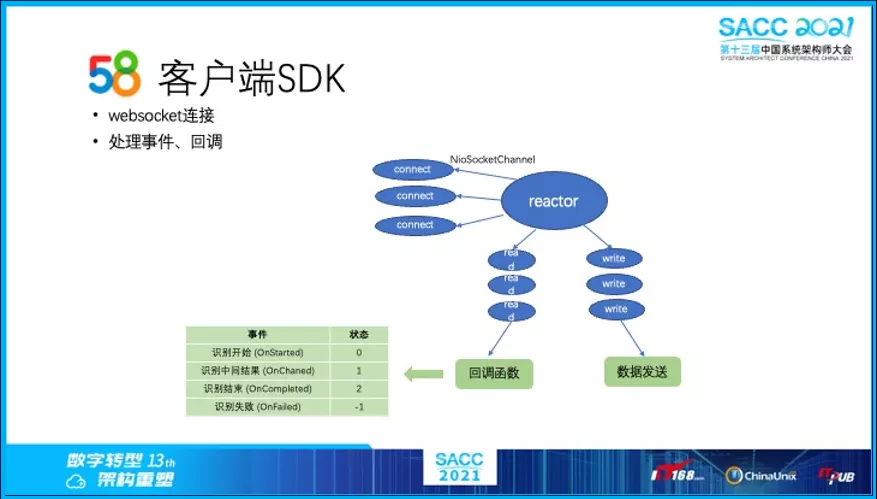 SACC 2021
第十三届中国系统架构师大会
SYSTEM ARCHITECT CONFERENCE CHINA 2021
58 客户端SDK
• websocket连接
• 处理事件、回调
NioSocketChannel
connect
connect
connect
reactor
rea
d
rea
d
rea
d
write
write
write
事件 状态
识别开始 (OnStarted) 0
识别中间结果 (OnChaned) 1
识别结束 (OnCompleted) 2
识别失败 (OnFailed) -1
回调函数
数据发送
数字转型 13th
架构重塑
SACC
2021
IT168.com
ChinaUnix
ITPUB